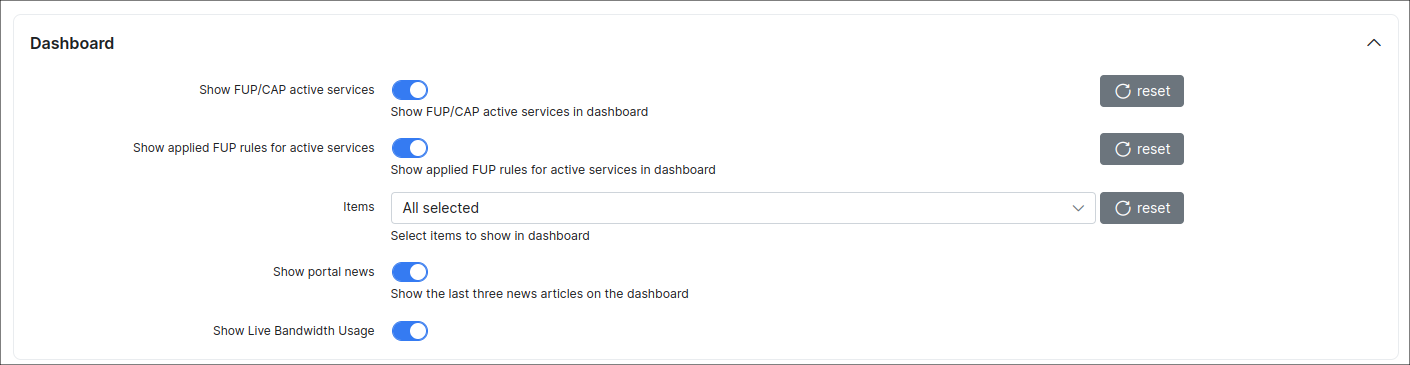 Dashboard
Show FUP/CAP active services
reset
Show FUP/CAP active services in dashboard
Show applied FUP rules for active services
reset
Show applied FUP rules for active services in dashboard
Items
All selected
reset
Select items to show in dashboard
Show portal news
Show the last three news articles on the dashboard
Show Live Bandwidth Usage